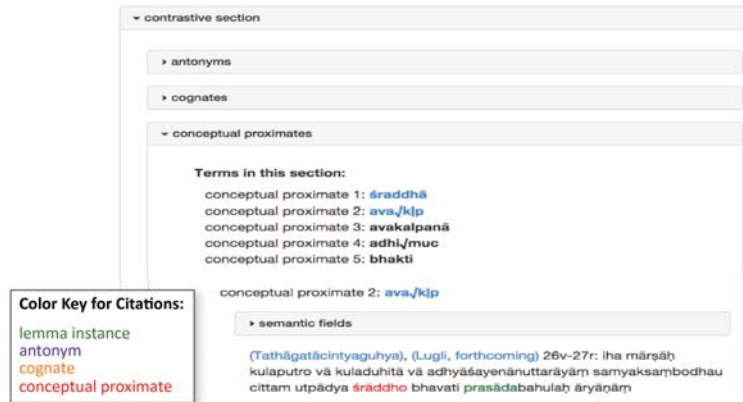 contrastive section
antonyms
cognates
conceptual proximates
Terms in this section:
conceptual proximate 1: śraddhā
conceptual proximate 2: ava√kḷp
conceptual proximate 3: avakalpanā
conceptual proximate 4: adhi√muc
conceptual proximate 5: bhakti
conceptual proximate 2: ava√kḷp
semantic fields
(Tathāgatācintyaguhya), (Lugli, forthcoming) 26v-27r: iha mārṣāḥ
kulaputro vā kuladuhitā vā adhyāśayenānuttarāyāṃ samyaksaṃbodhau
cittam utpādya śrāddho bhavati prasādabahulaḥ āryāṇāṃ
Color Key for Citations:
lemma instance
antonym
cognate
conceptual proximate